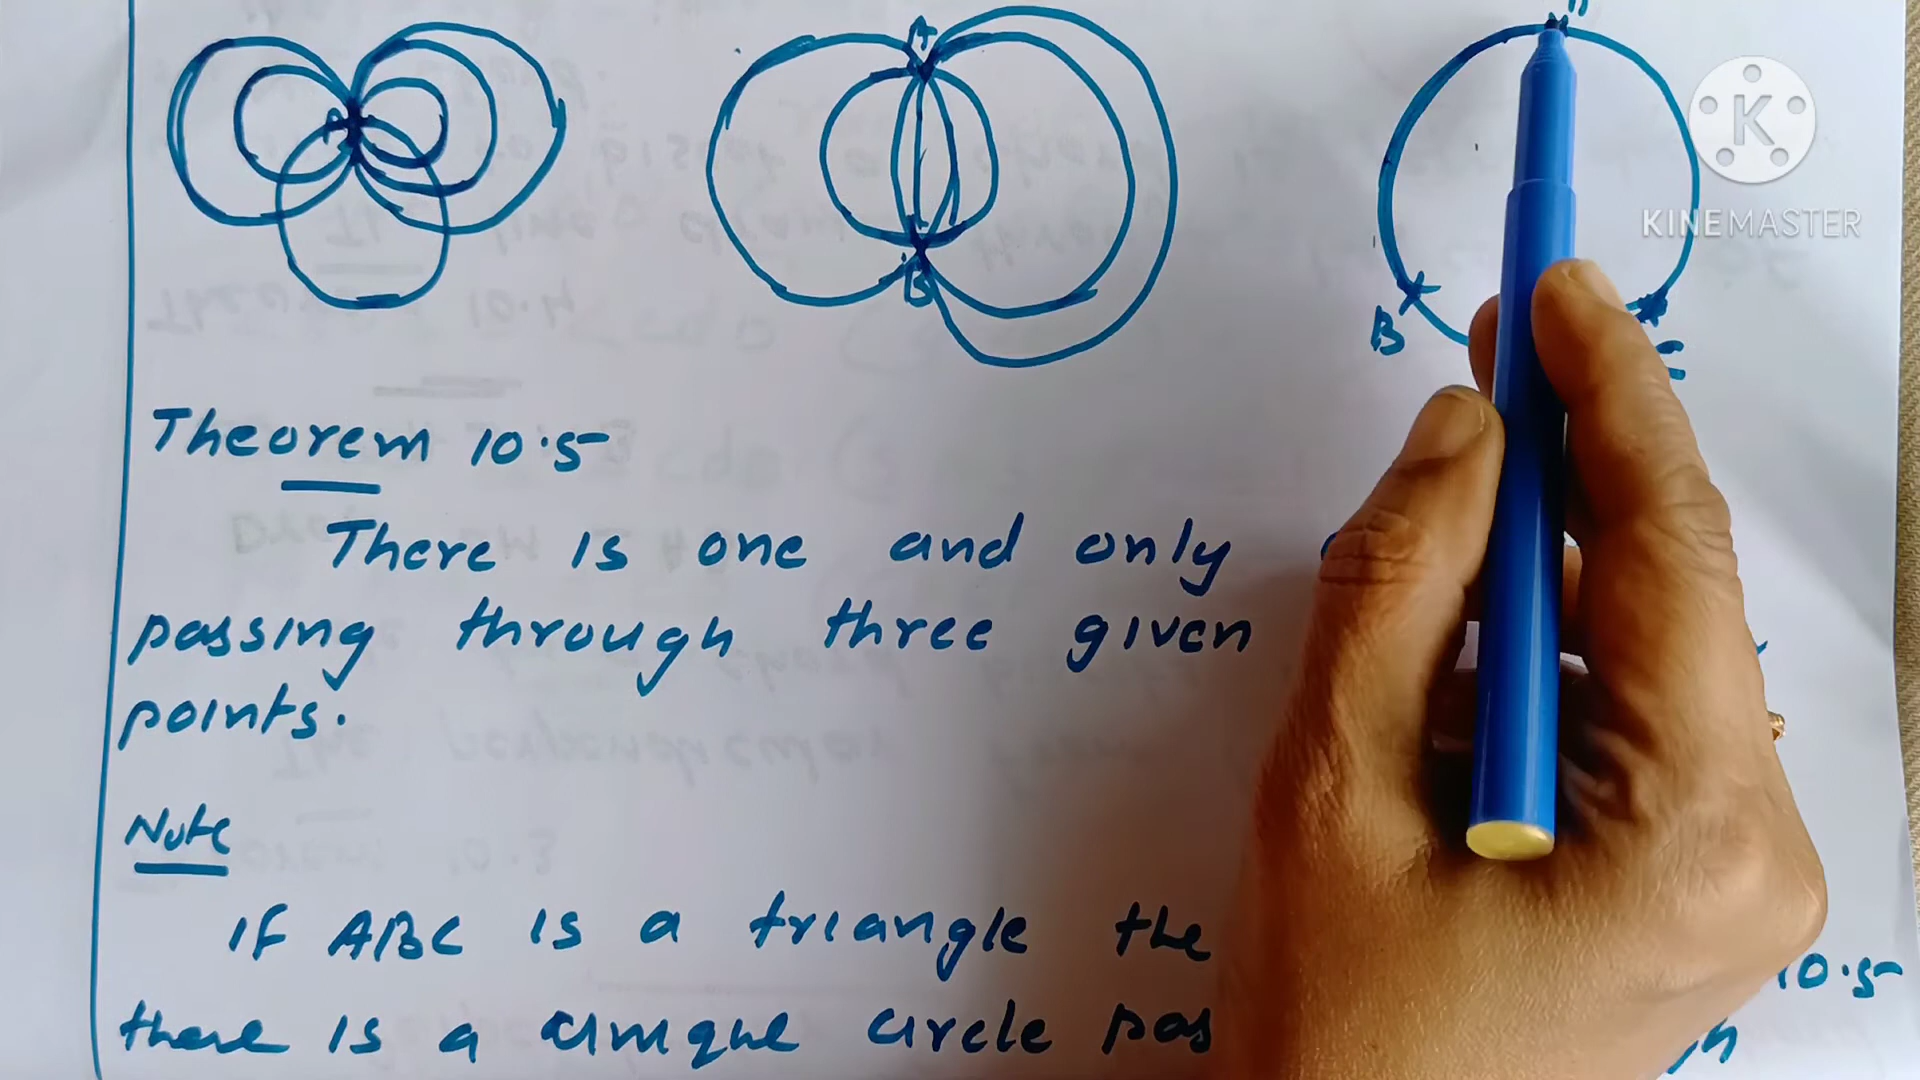 A
A
B
B
K
KINEMASTER
Theorem 10.5
There is one and only
passing through three given
points.
Note
If ABC is a triangle the 10.5
there is a unique circle pas